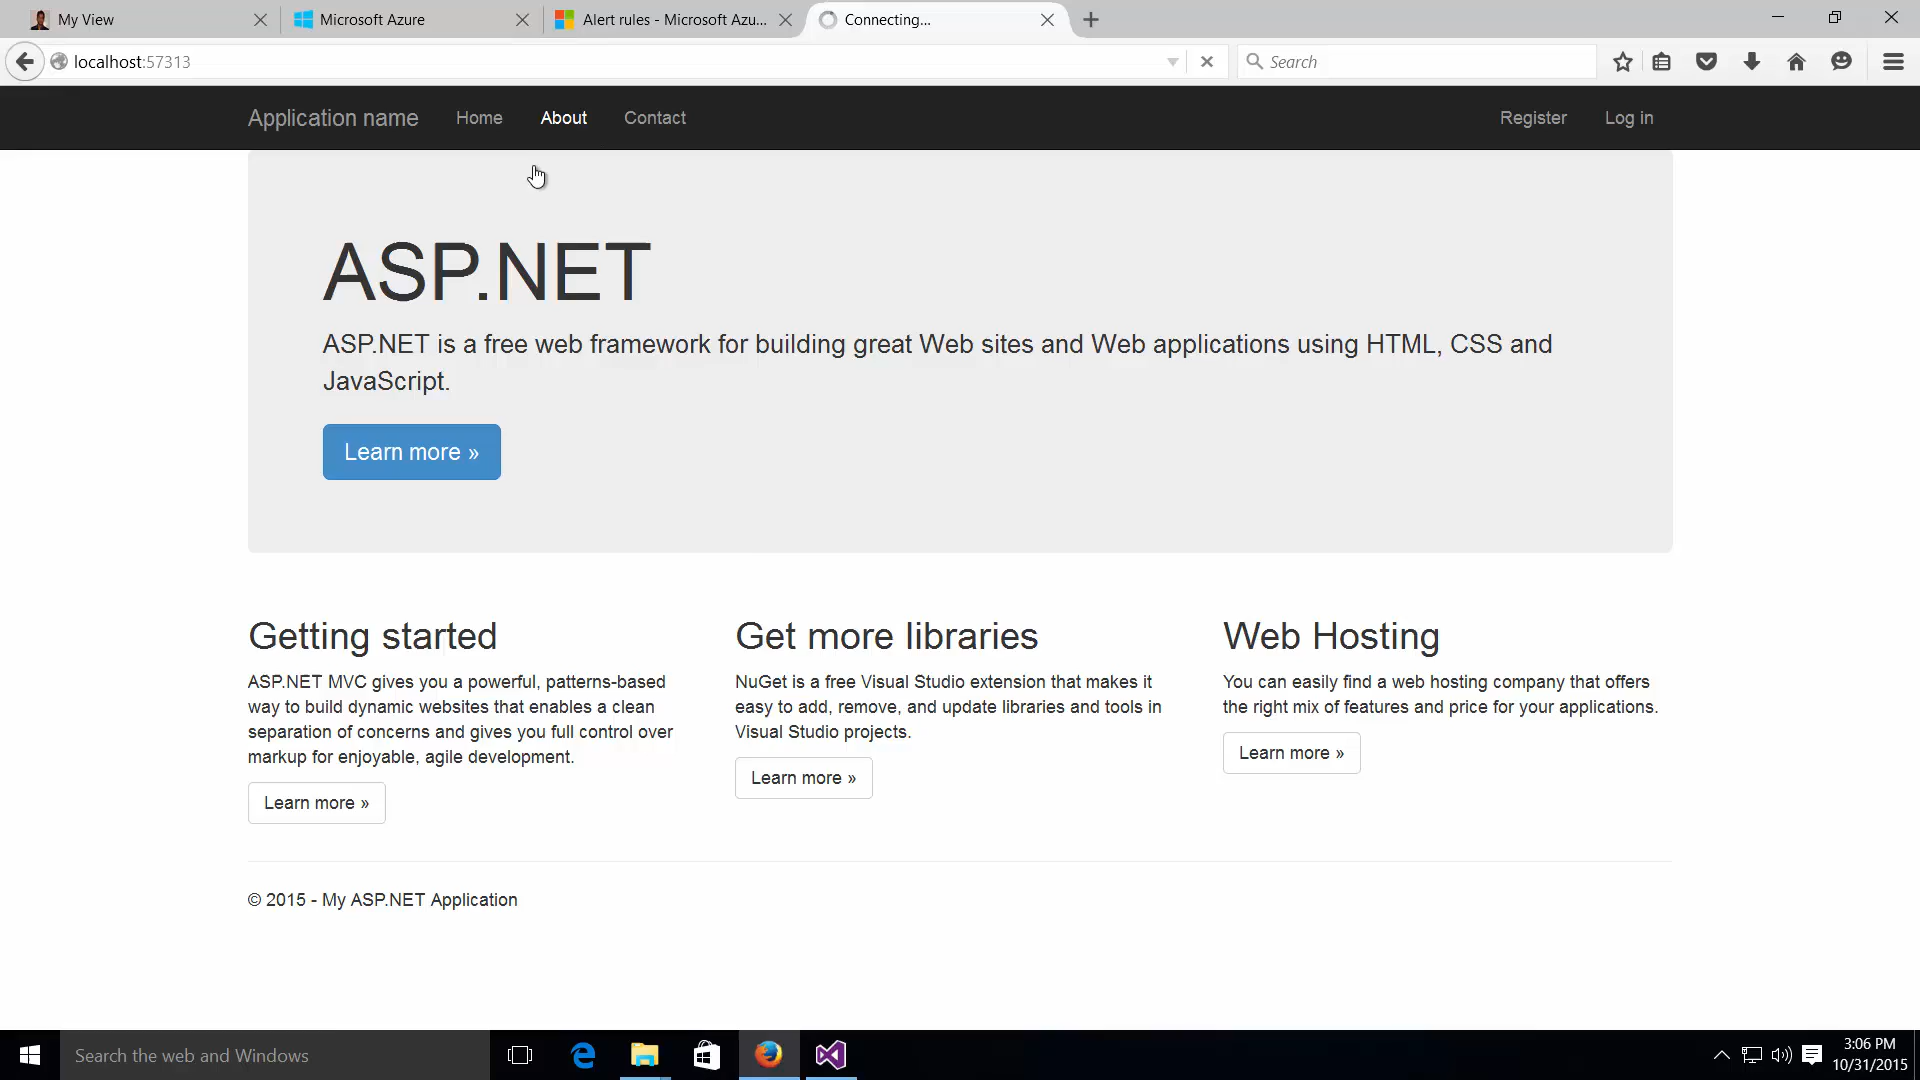 My View
Microsoft Azure
Alert rules - Microsoft Azu...
Connecting...
localhost:57313
Search
Application name
Home
About
Contact
Register
Log in
ASP.NET
ASP.NET is a free web framework for building great Web sites and Web applications using HTML, CSS and
JavaScript.
Learn more »
Getting started
ASP.NET MVC gives you a powerful, patterns-based
way to build dynamic websites that enables a clean
separation of concerns and gives you full control over
markup for enjoyable, agile development.
Learn more »
Get more libraries
NuGet is a free Visual Studio extension that makes it
easy to add, remove, and update libraries and tools in
Visual Studio projects.
Learn more »
Web Hosting
You can easily find a web hosting company that offers
the right mix of features and price for your applications.
Learn more »
© 2015 - My ASP.NET Application
Search the web and Windows
3:06 PM
10/31/2015